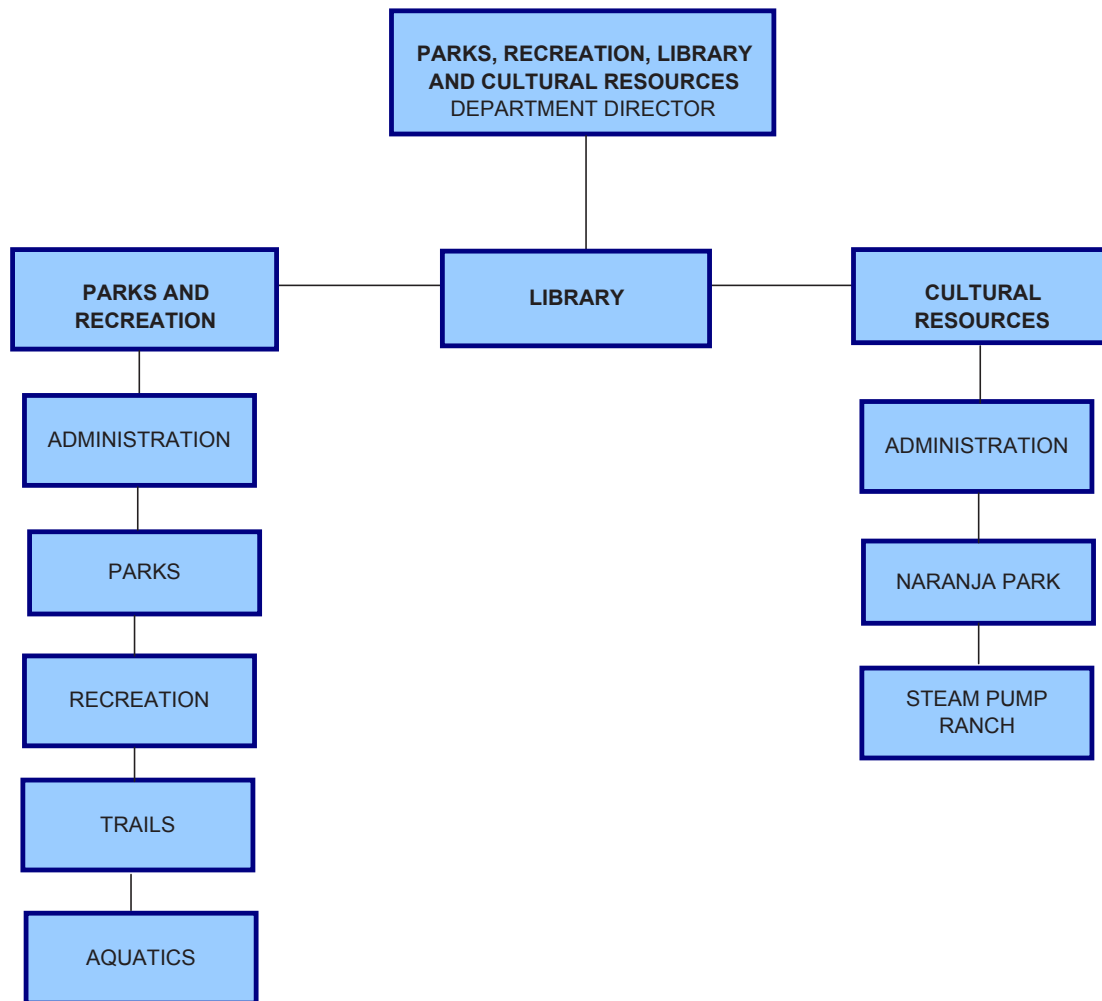 PARKS, RECREATION, LIBRARY
AND CULTURAL RESOURCES
DEPARTMENT DIRECTOR
PARKS AND
RECREATION
LIBRARY
CULTURAL
RESOURCES
ADMINISTRATION
ADMINISTRATION
PARKS
NARANJA PARK
RECREATION
STEAM PUMP
RANCH
TRAILS
AQUATICS